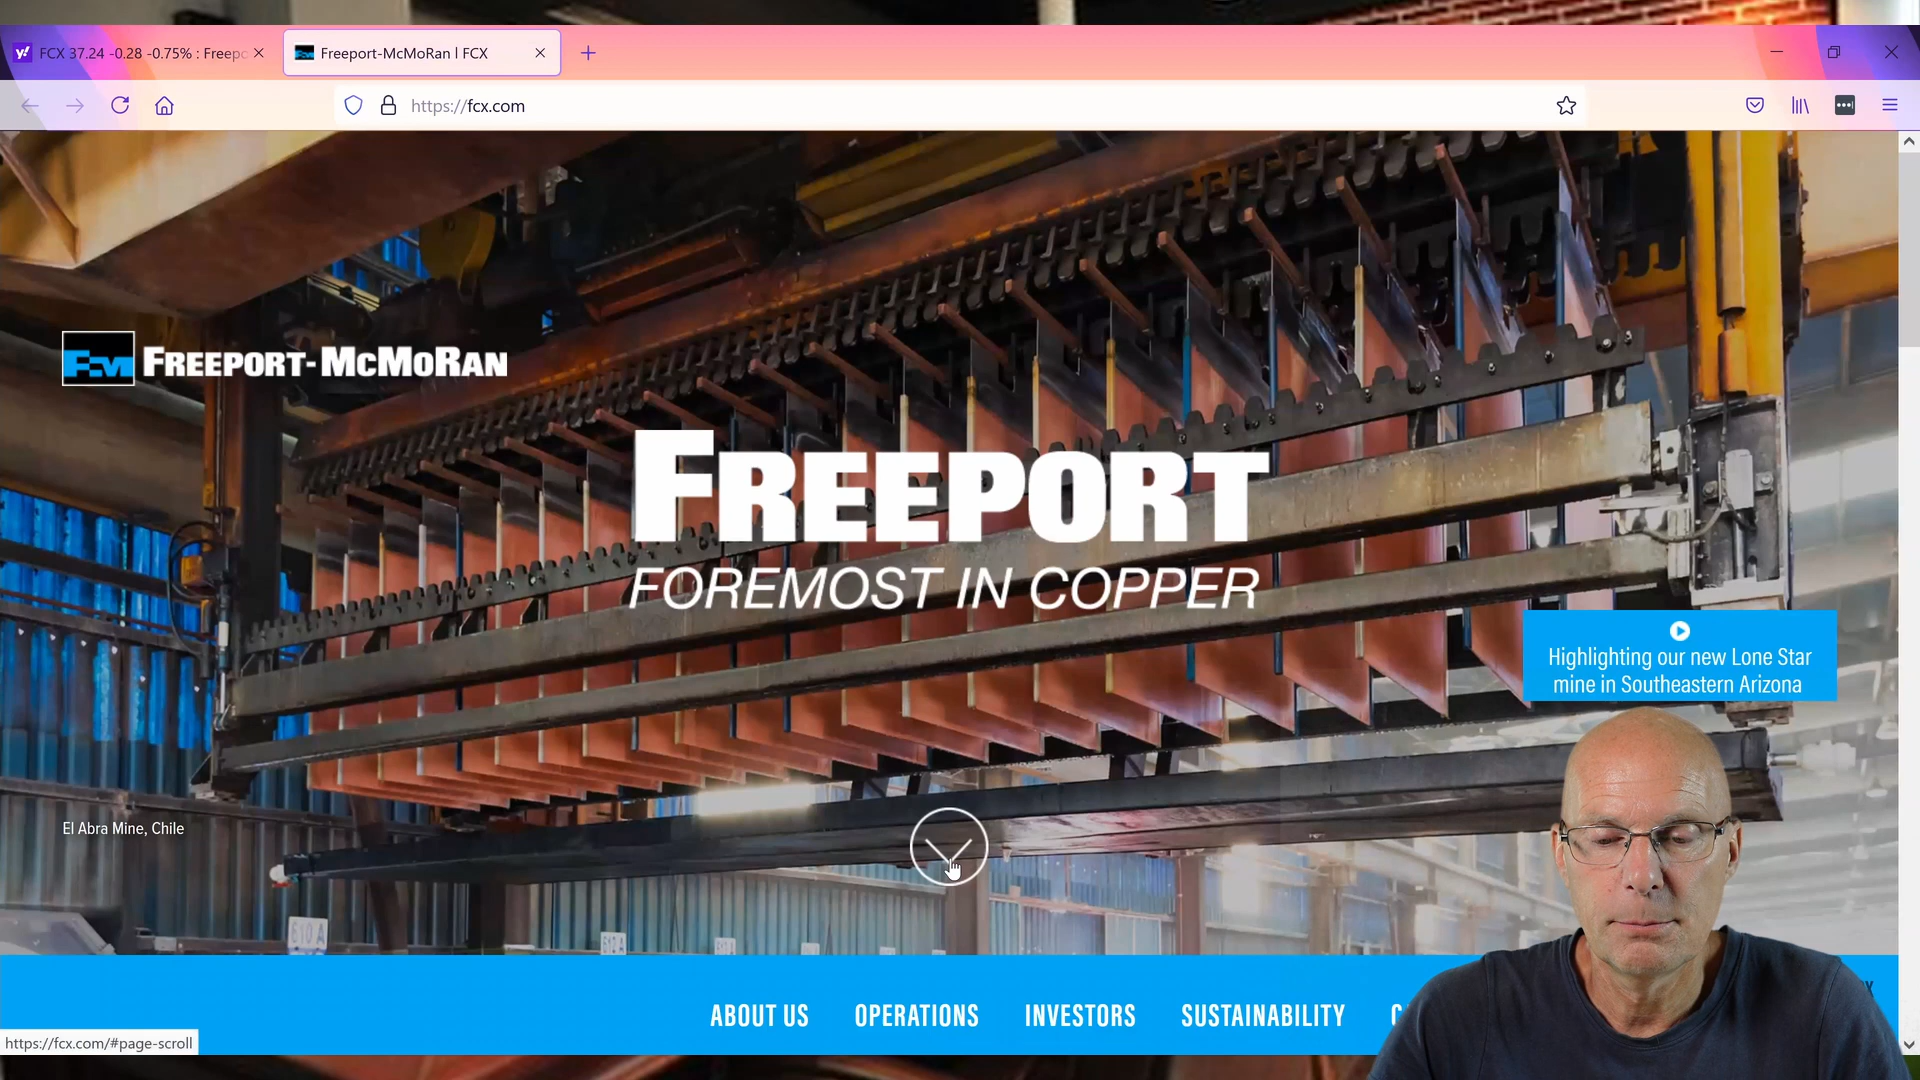 FCX 37.24 -0.28 -0.75% : Freepo
Freeport-McMoRan | FCX
https://fcx.com
FM FREEPORT-MCMORAN
FREEPORT
FOREMOST IN COPPER
Highlighting our new Lone Star
mine in Southeastern Arizona
El Abra Mine, Chile
610 A
ABOUT US OPERATIONS INVESTORS SUSTAINABILITY
https://fcx.com/#page-scroll